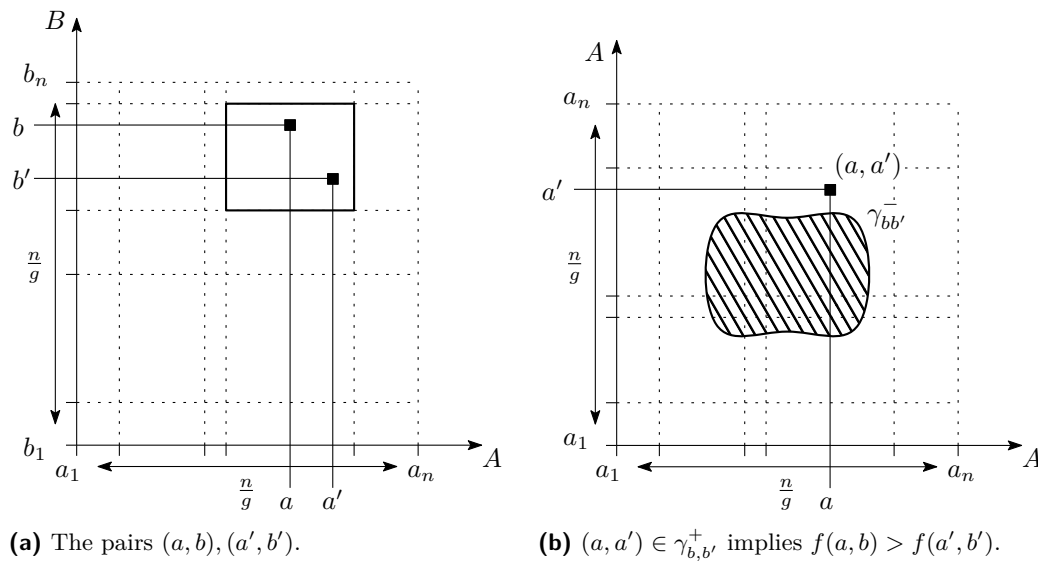 B
b_n
b
b′
n/g
b_1
a_1
n/g
a
a′
a_n
A
(a) The pairs (a, b), (a′, b′).
A
a_n
(a, a′)
a′
γ^-_{bb′}
n/g
a_1
a_1
n/g
a
a_n
A
(b) (a, a′) ∈ γ^+_{b,b′} implies f(a, b) > f(a′, b′).